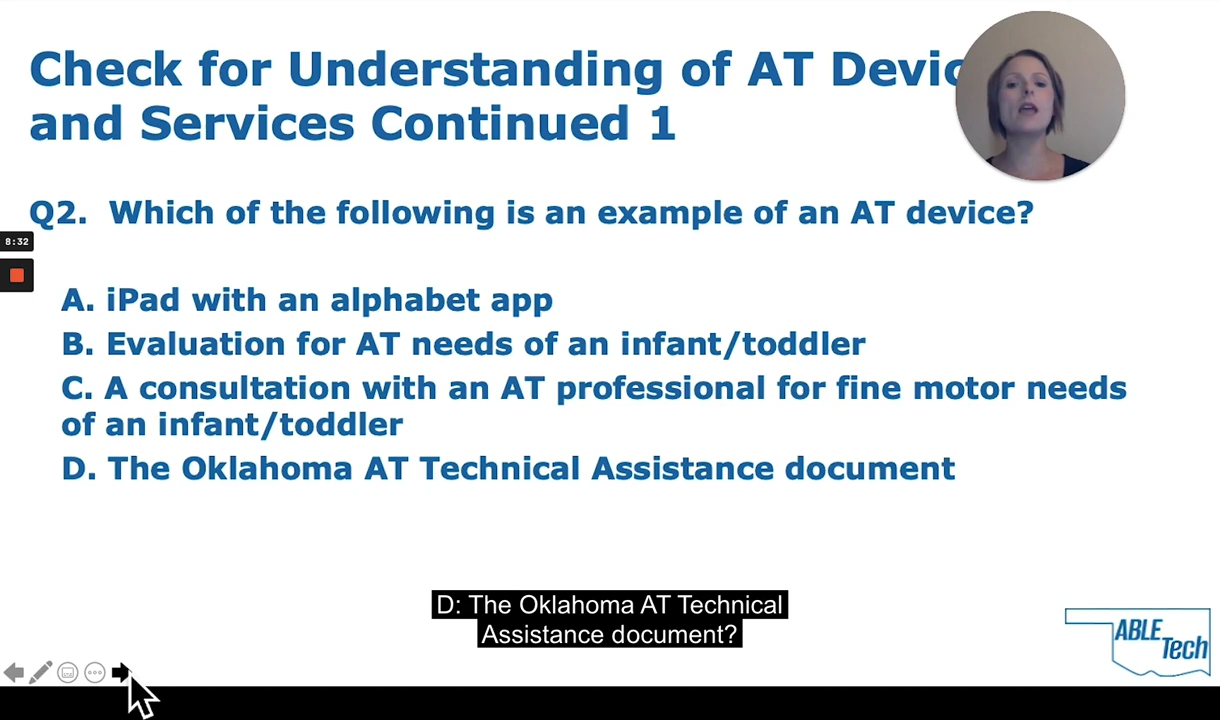 Check for Understanding of AT Devic
and Services Continued 1
Q2. Which of the following is an example of an AT device?
8:32
A. iPad with an alphabet app
B. Evaluation for AT needs of an infant/toddler
C. A consultation with an AT professional for fine motor needs
of an infant/toddler
D. The Oklahoma AT Technical Assistance document
D: The Oklahoma AT Technical
Assistance document?
ABLE
Tech